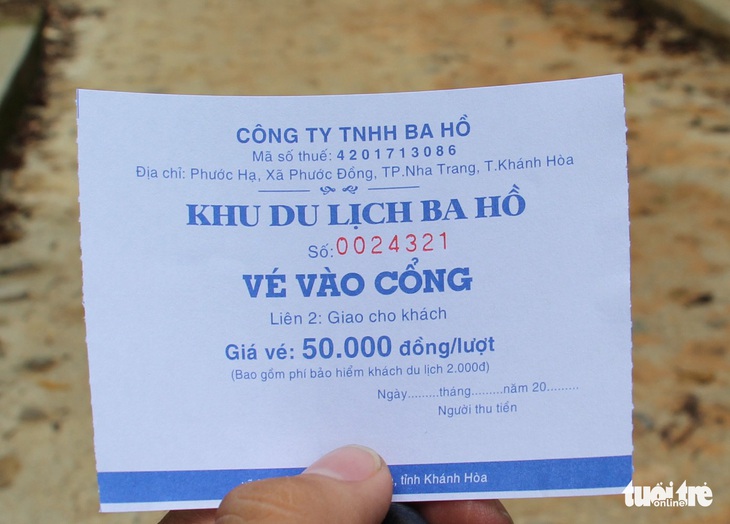 CÔNG TY TNHH BA HỒ
Mã số thuế: 4201713086
Địa chỉ: Phước Hạ, Xã Phước Đồng, TP.Nha Trang, T.Khánh Hòa
KHU DU LỊCH BA HỒ
Số: 0024321
VÉ VÀO CỔNG
Liên 2: Giao cho khách
Giá vé: 50.000 đồng/lượt
(Bao gồm phí bảo hiểm khách du lịch 2.000đ)
Ngày........tháng.........năm 20.........
Người thu tiền
, tỉnh Khánh Hòa
tuổi trẻ
online
tuổi trẻ
online